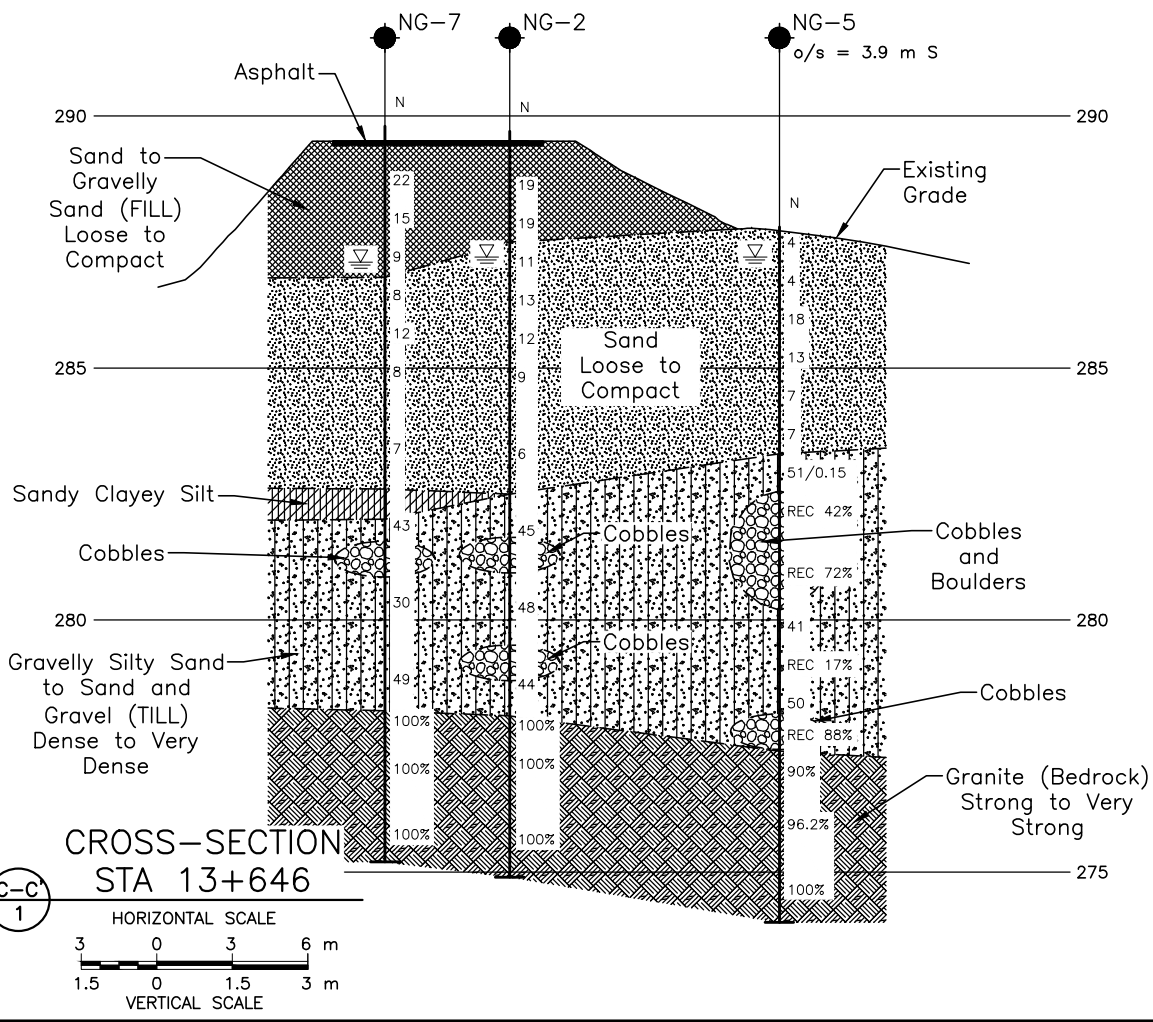 NG-7
NG-2
NG-5
o/s = 3.9 m S
Asphalt
N
N
290
290
Sand to
Gravelly
Sand (FILL)
Loose to
Compact
Existing
Grade
N
22
15
9
8
12
8
7
43
30
49
100%
100%
100%
19
19
11
13
12
9
6
45
48
44
100%
100%
100%
4
4
18
13
7
7
51/0.15
REC 42%
REC 72%
41
REC 17%
50
REC 88%
90%
96.2%
100%
Sand
Loose to
Compact
285
285
Sandy Clayey Silt
Cobbles
Cobbles
Cobbles
and
Boulders
280
280
Cobbles
Gravelly Silty Sand
to Sand and
Gravel (TILL)
Dense to Very
Dense
Cobbles
Granite (Bedrock)
Strong to Very
Strong
275
CROSS-SECTION
STA 13+646
C-C'
1
HORIZONTAL SCALE
3 0 3 6 m
1.5 0 1.5 3 m
VERTICAL SCALE